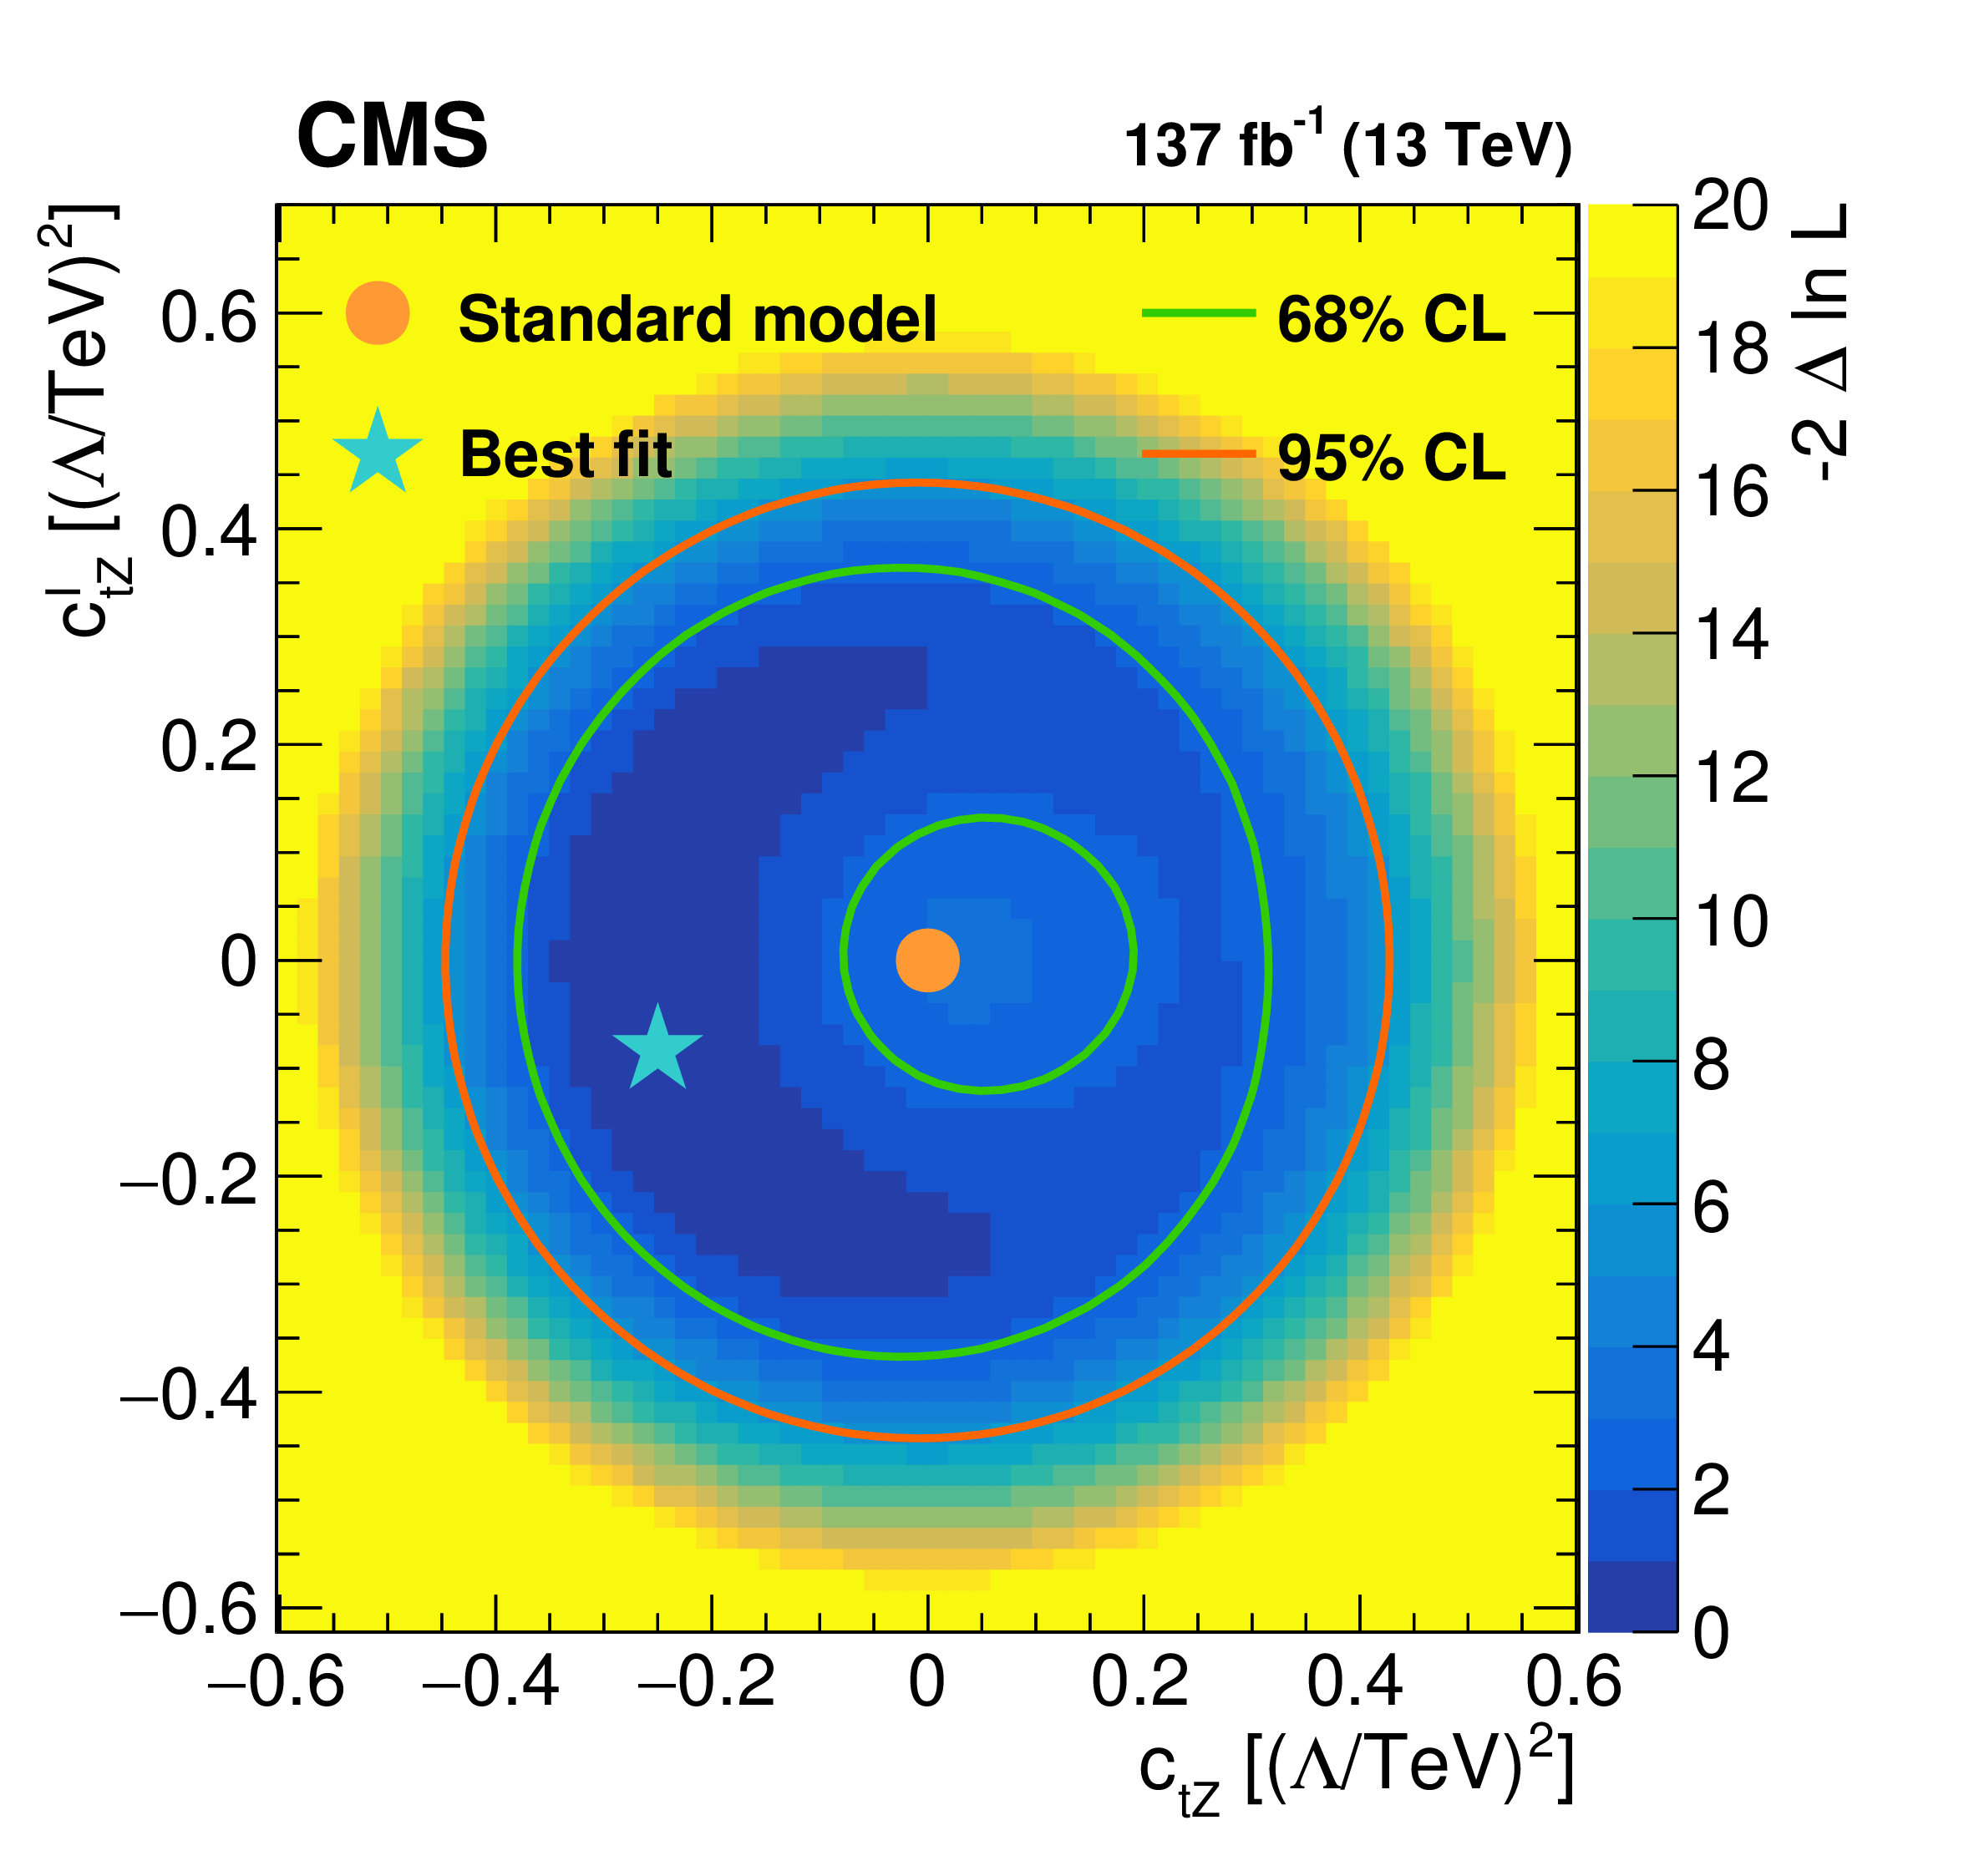 CMS
137 fb⁻¹ (13 TeV)
Standard model
68% CL
Best fit
95% CL
c^I_tZ [(Λ/TeV)²]
0.6
0.4
0.2
0
−0.2
−0.4
−0.6
−0.6 −0.4 −0.2 0 0.2 0.4 0.6
c_tZ [(Λ/TeV)²]
20
18
16
14
12
10
8
6
4
2
0
-2 Δ ln L